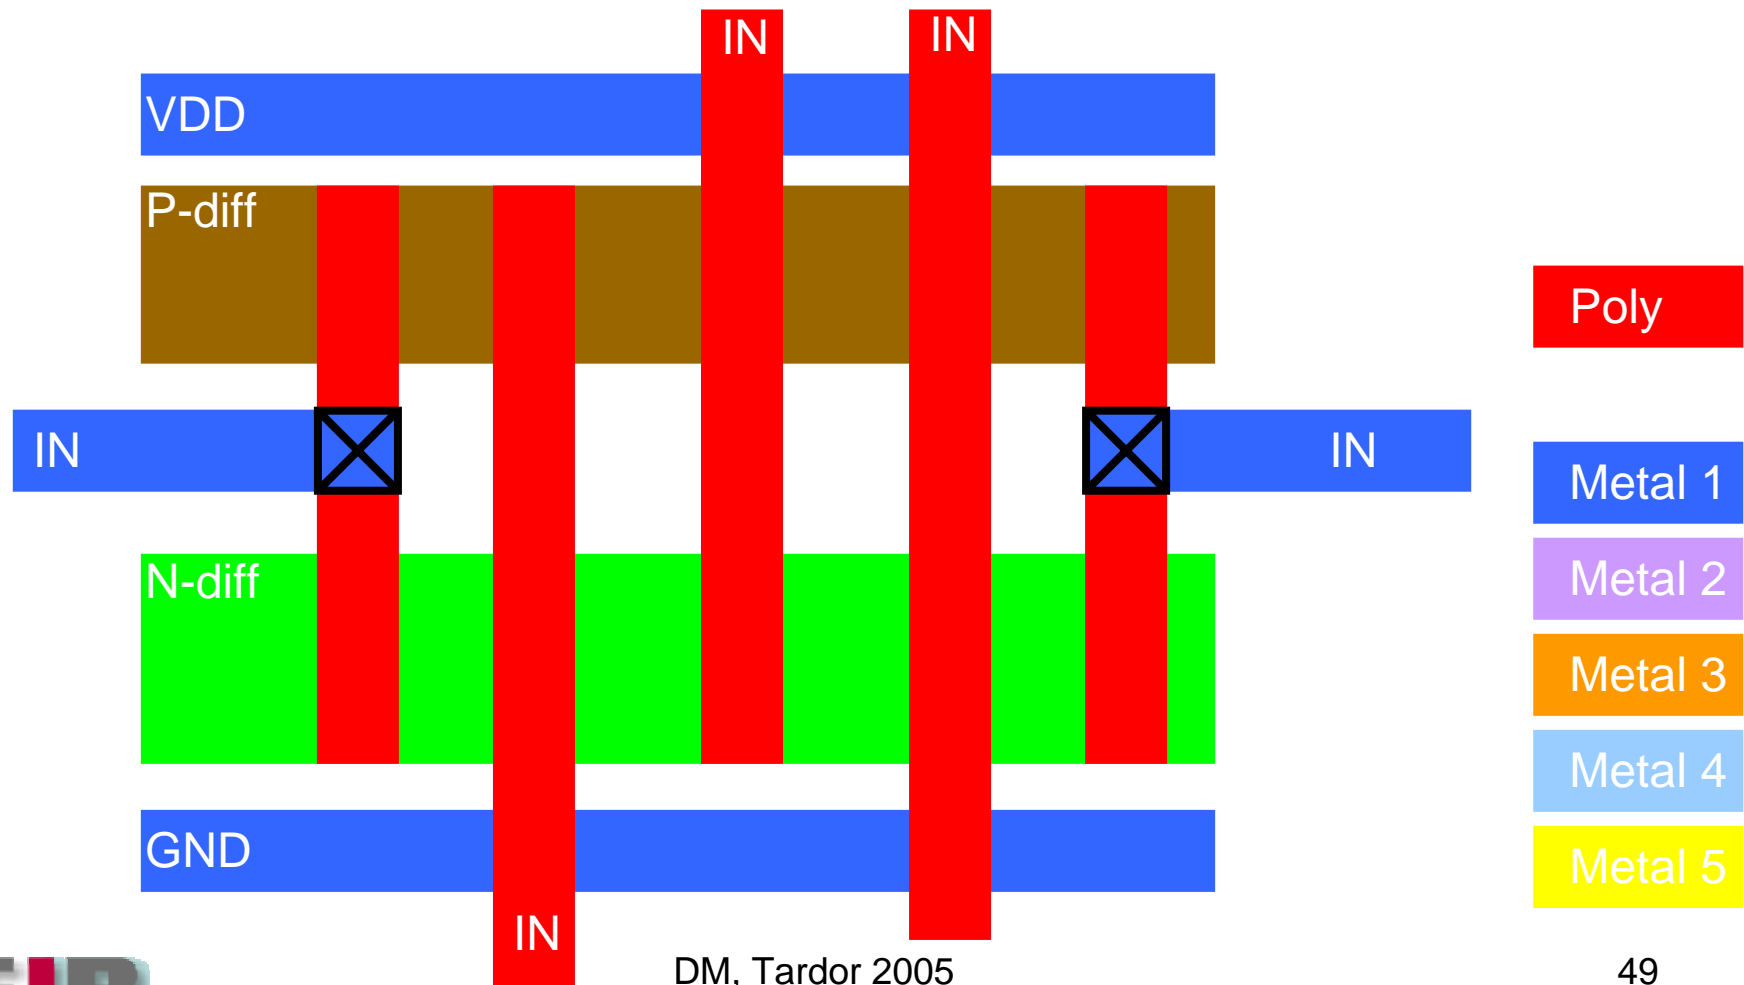 IN
IN
VDD
P-diff
Poly
IN
IN
Metal 1
N-diff
Metal 2
Metal 3
Metal 4
GND
Metal 5
IN
DM, Tardor 2005
49